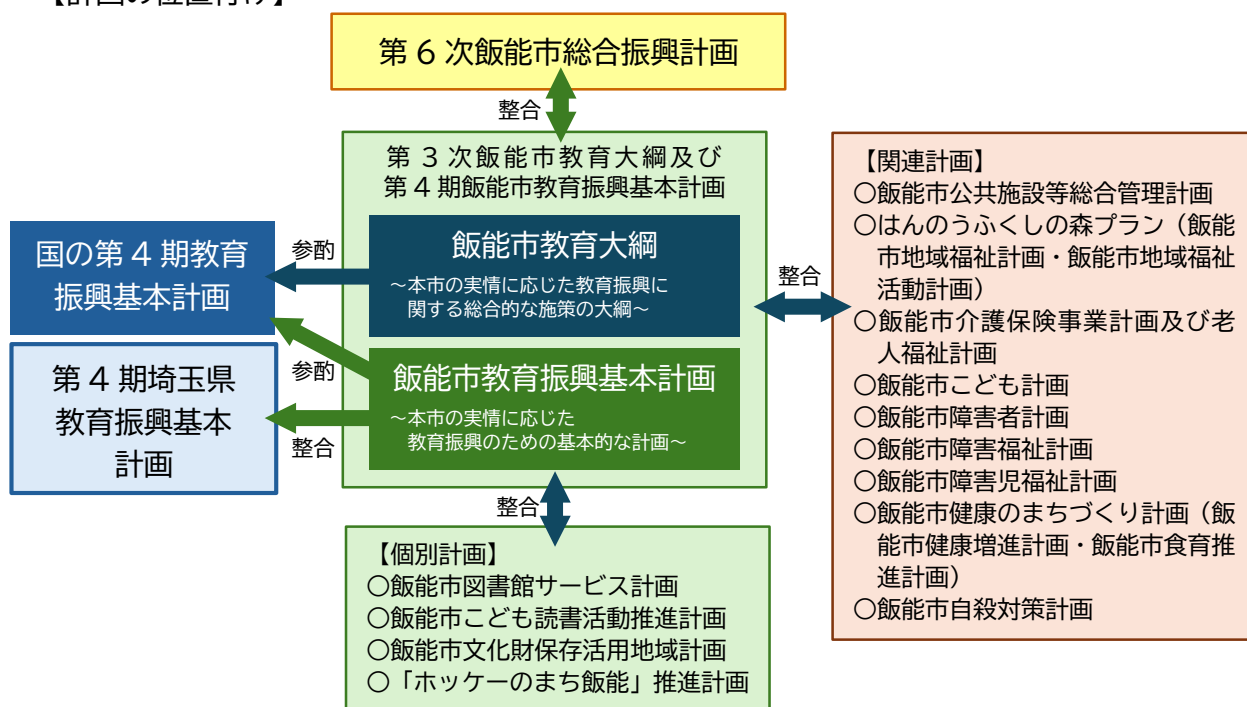 【計画の位置付け】
第6次飯能市総合振興計画
整合
第3次飯能市教育大綱及び
第4期飯能市教育振興基本計画
飯能市教育大綱
～本市の実情に応じた教育振興に
関する総合的な施策の大綱～
参酌
国の第4期教育
振興基本計画
飯能市教育振興基本計画
～本市の実情に応じた
教育振興のための基本的な計画～
参酌
整合
第4期埼玉県
教育振興基本
計画
整合
【関連計画】
○飯能市公共施設等総合管理計画
○はんのうふくしの森プラン（飯能
市地域福祉計画・飯能市地域福祉
活動計画）
○飯能市介護保険事業計画及び老
人福祉計画
○飯能市こども計画
○飯能市障害者計画
○飯能市障害福祉計画
○飯能市障害児福祉計画
○飯能市健康のまちづくり計画（飯
能市健康増進計画・飯能市食育推
進計画）
○飯能市自殺対策計画
整合
【個別計画】
○飯能市図書館サービス計画
○飯能市こども読書活動推進計画
○飯能市文化財保存活用地域計画
○「ホッケーのまち飯能」推進計画